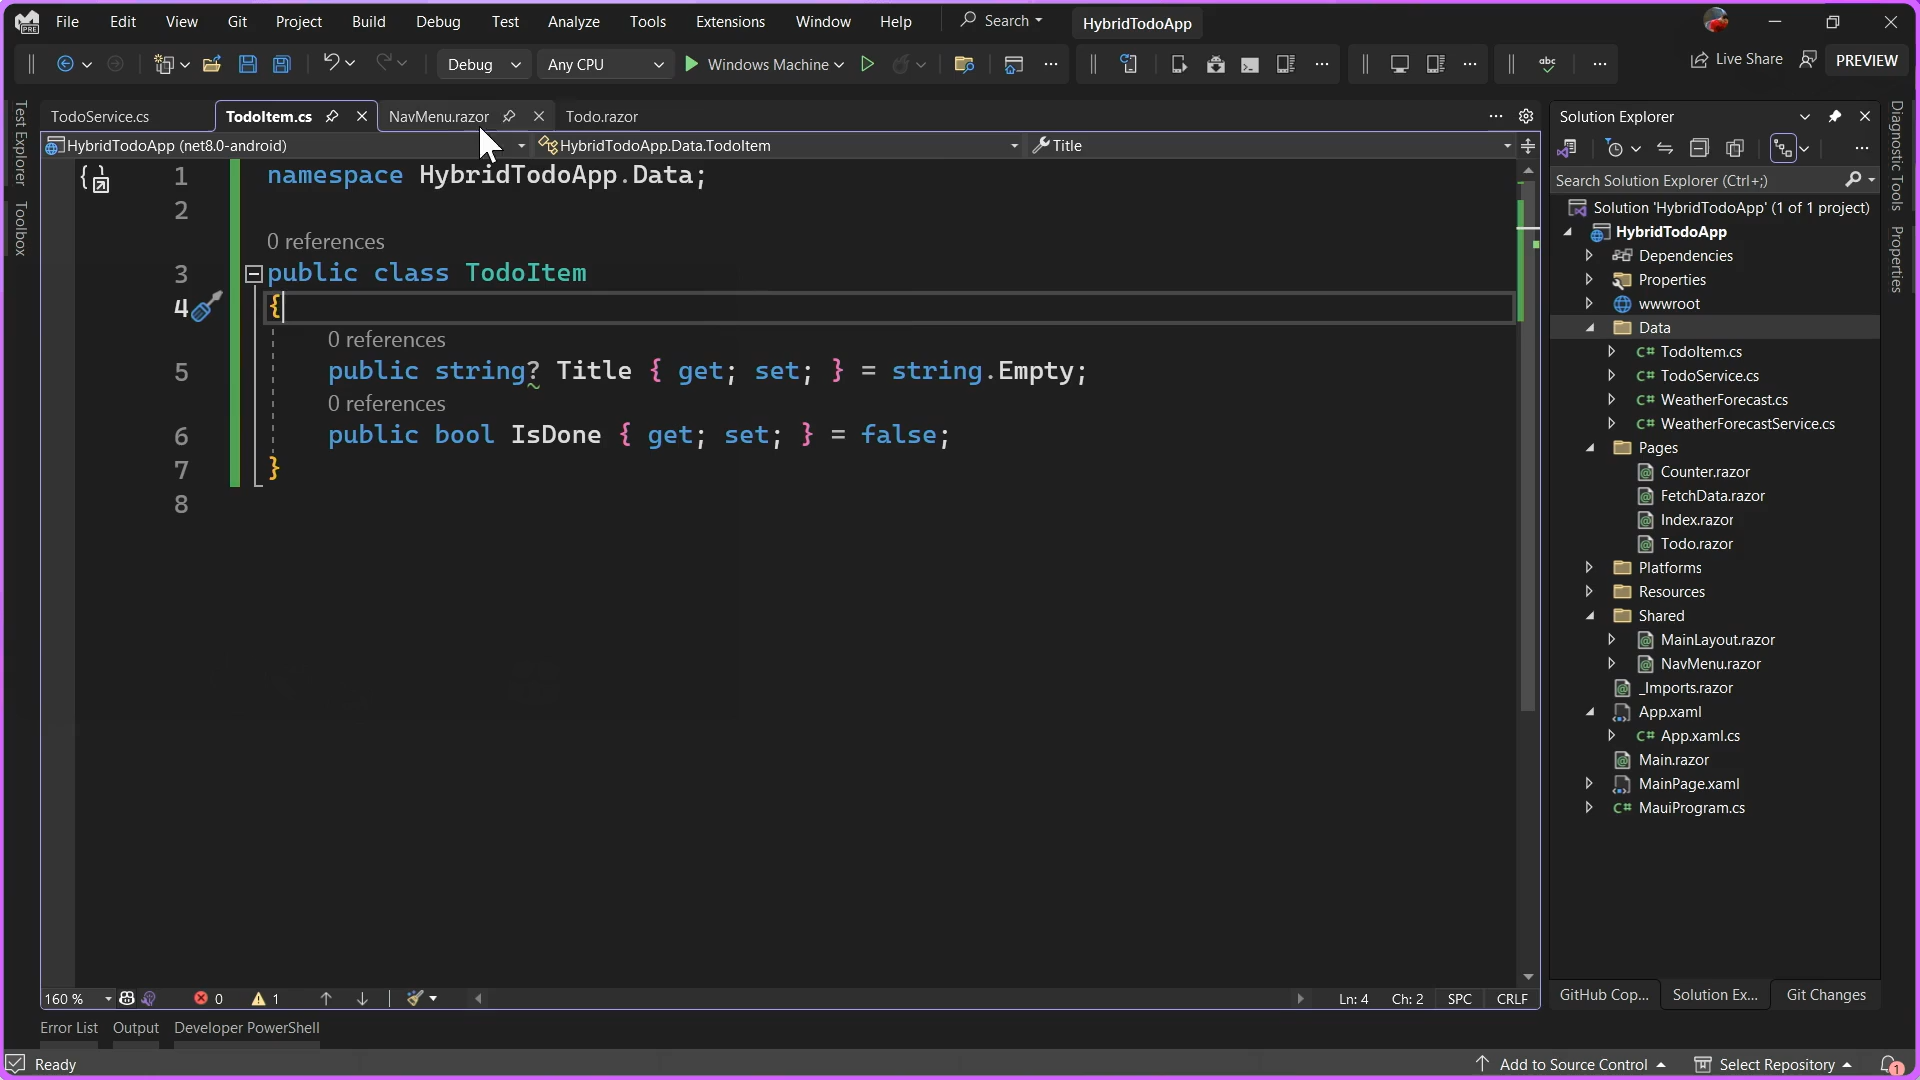 File Edit View Git Project Build Debug Test Analyze Tools Extensions Window Help Search HybridTodoApp
PRE
Debug Any CPU Windows Machine abc Live Share PREVIEW
TodoService.cs TodoItem.cs NavMenu.razor Todo.razor
HybridTodoApp (net8.0-android) HybridTodoApp.Data.TodoItem Title
Test Explorer
Toolbox
1 namespace HybridTodoApp.Data;
2
0 references
3 public class TodoItem
4 {
0 references
5 public string? Title { get; set; } = string.Empty;
0 references
6 public bool IsDone { get; set; } = false;
7 }
8
Solution Explorer
Search Solution Explorer (Ctrl+;)
Solution 'HybridTodoApp' (1 of 1 project)
HybridTodoApp
Dependencies
Properties
wwwroot
Data
C# TodoItem.cs
C# TodoService.cs
C# WeatherForecast.cs
C# WeatherForecastService.cs
Pages
Counter.razor
FetchData.razor
Index.razor
Todo.razor
Platforms
Resources
Shared
MainLayout.razor
NavMenu.razor
_Imports.razor
App.xaml
C# App.xaml.cs
Main.razor
MainPage.xaml
C# MauiProgram.cs
Diagnostic Tools
Properties
160 % 0 1 Ln: 4 Ch: 2 SPC CRLF
GitHub Cop... Solution Ex... Git Changes
Error List Output Developer PowerShell
Ready Add to Source Control Select Repository 1